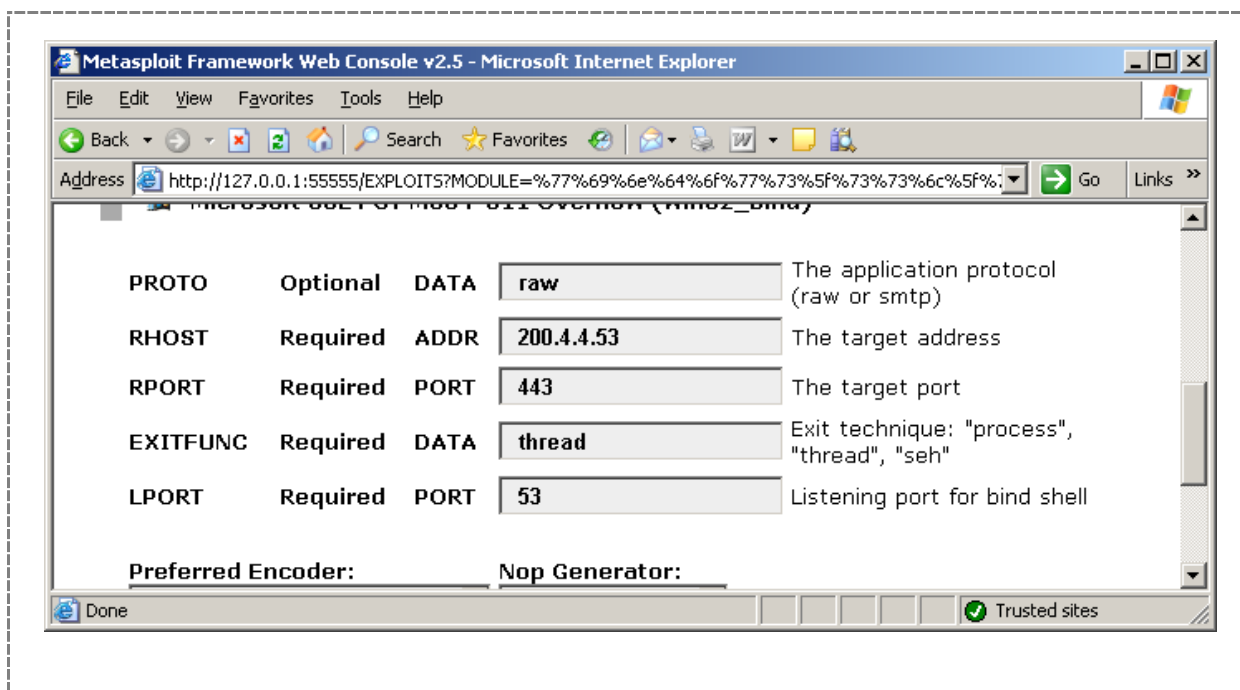 Metasploit Framework Web Console v2.5 - Microsoft Internet Explorer
File Edit View Favorites Tools Help
Back Search Favorites
Address http://127.0.0.1:55555/EXPLOITS?MODULE=%77%69%6e%64%6f%77%73%5f%73%73%6c%5f% Go Links »
PROTO Optional DATA raw The application protocol (raw or smtp)
RHOST Required ADDR 200.4.4.53 The target address
RPORT Required PORT 443 The target port
EXITFUNC Required DATA thread Exit technique: "process", "thread", "seh"
LPORT Required PORT 53 Listening port for bind shell
Preferred Encoder: Nop Generator:
Done Trusted sites